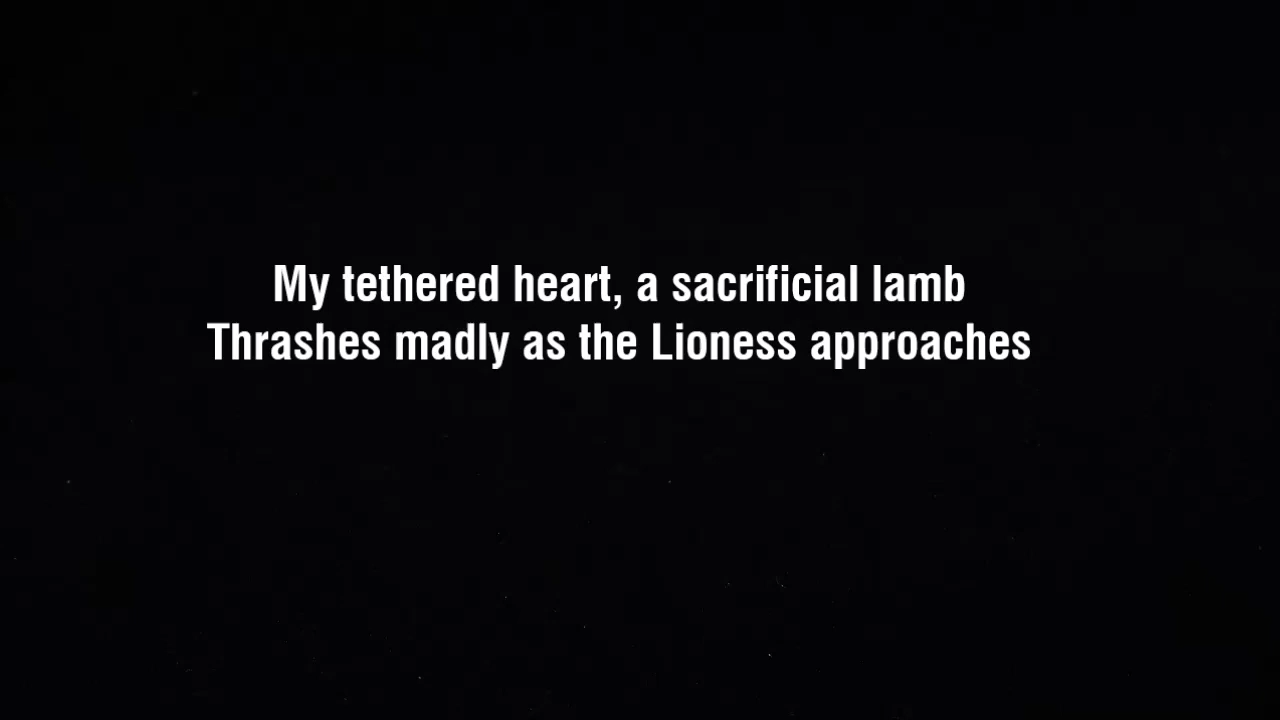 My tethered heart, a sacrificial lamb
Thrashes madly as the Lioness approaches